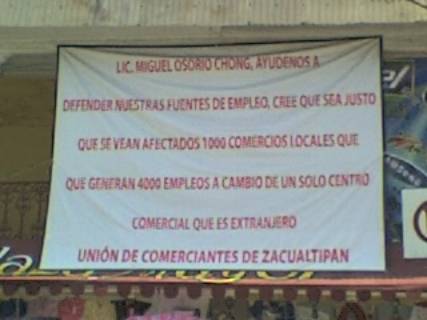 LIC. MIGUEL OSORIO CHONG, AYUDENOS A
DEFENDER NUESTRAS FUENTES DE EMPLEO, CREE QUE SEA JUSTO
QUE SE VEAN AFECTADOS 1000 COMERCIOS LOCALES QUE
QUE GENERAN 4000 EMPLEOS A CAMBIO DE UN SOLO CENTRO
COMERCIAL QUE ES EXTRANJERO
UNIÓN DE COMERCIANTES DE ZACUALTIPAN